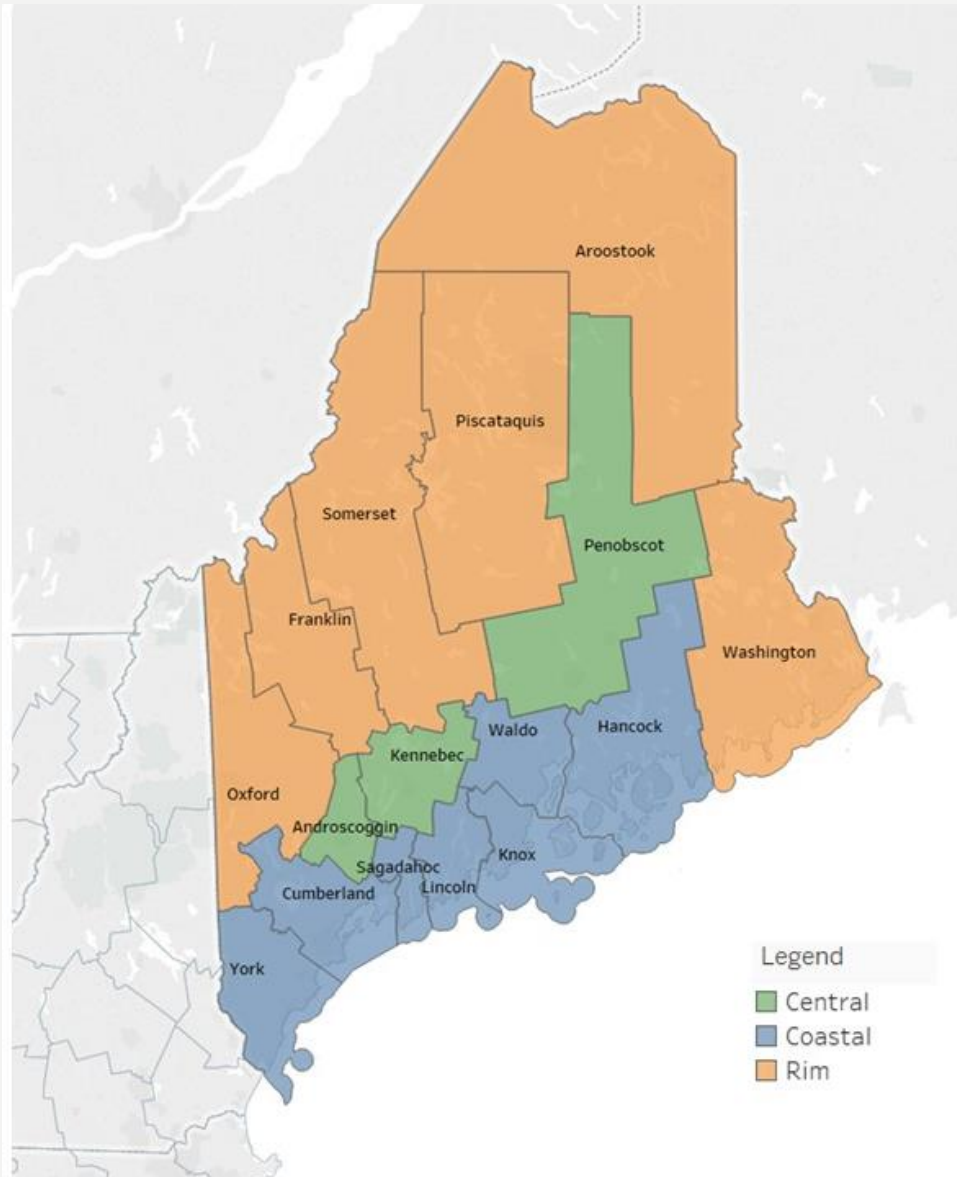 Aroostook
Piscataquis
Somerset
Penobscot
Franklin
Washington
Hancock
Waldo
Kennebec
Oxford
Androscoggin
Knox
Sagadahoc
Lincoln
Cumberland
York
Legend
Central
Coastal
Rim